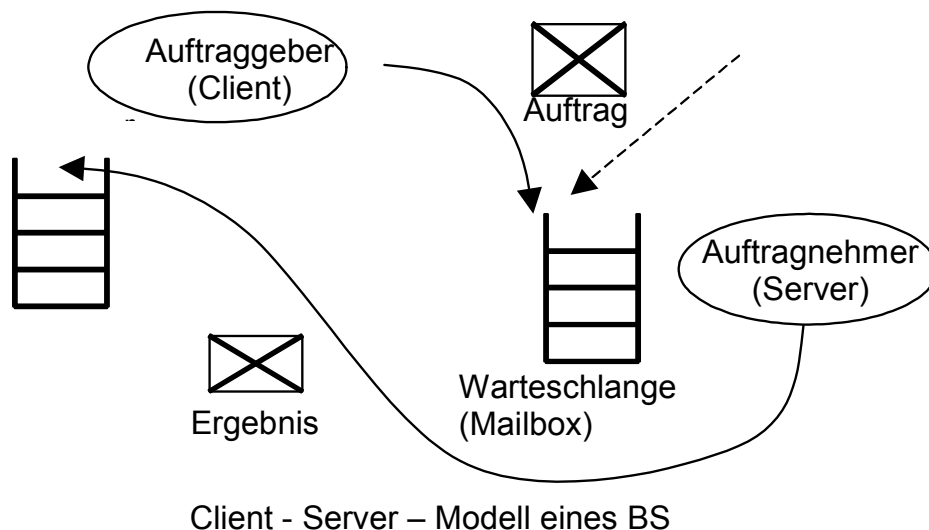 Auftraggeber
(Client)
Auftrag
Auftragnehmer
(Server)
Warteschlange
(Mailbox)
Ergebnis
Client - Server – Modell eines BS